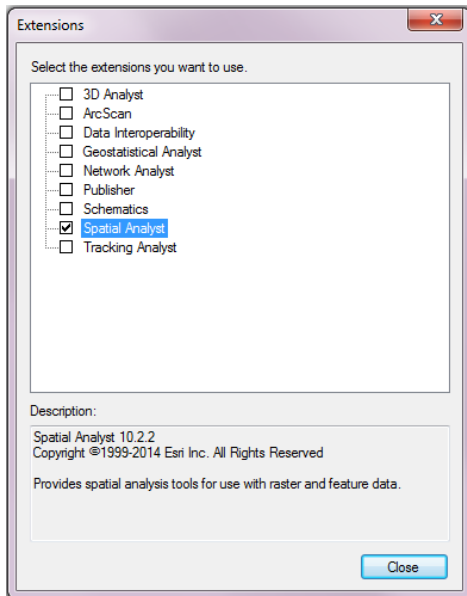 Extensions
Select the extensions you want to use.
3D Analyst
ArcScan
Data Interoperability
Geostatistical Analyst
Network Analyst
Publisher
Schematics
Spatial Analyst
Tracking Analyst
Description:
Spatial Analyst 10.2.2
Copyright ©1999-2014 Esri Inc. All Rights Reserved
Provides spatial analysis tools for use with raster and feature data.
Close